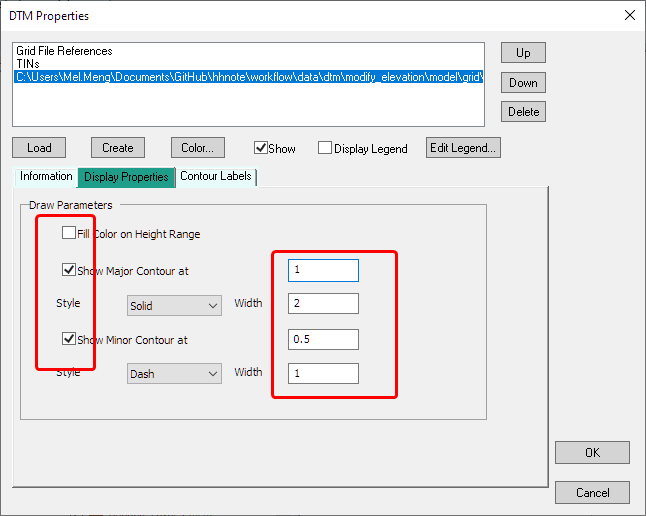 DTM Properties
Grid File References
TINs
C:\Users\Mel.Meng\Documents\GitHub\hhnote\workflow\data\dtm\modify_elevation\model\grid\
Up
Down
Delete
Load Create Color... Show Display Legend Edit Legend...
Information Display Properties Contour Labels
Draw Parameters
Fill Color on Height Range
Show Major Contour at 1
Style Solid Width 2
Show Minor Contour at 0.5
Style Dash Width 1
OK
Cancel